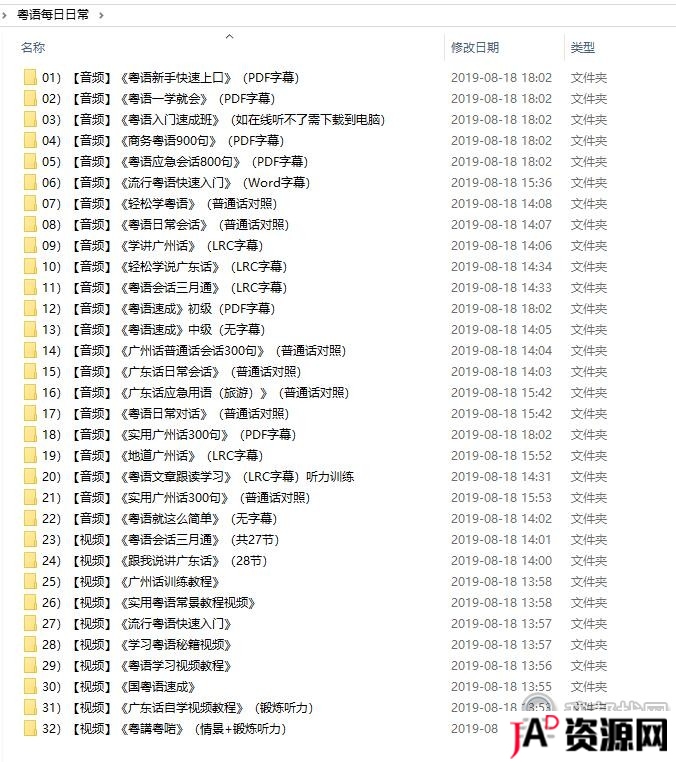 粤语每日日常
名称 修改日期 类型
01）【音频】《粤语新手快速上口》（PDF字幕） 2019-08-18 18:02 文件夹
02）【音频】《粤语一学就会》（PDF字幕） 2019-08-18 18:02 文件夹
03）【音频】《粤语入门速成班》（如在线听不了需下载到电脑） 2019-08-18 18:02 文件夹
04）【音频】《商务粤语900句》（PDF字幕） 2019-08-18 18:02 文件夹
05）【音频】《粤语应急会话800句》（PDF字幕） 2019-08-18 18:02 文件夹
06）【音频】《流行粤语快速入门》（Word字幕） 2019-08-18 15:36 文件夹
07）【音频】《轻松学粤语》（普通话对照） 2019-08-18 14:08 文件夹
08）【音频】《粤语日常会话》（普通话对照） 2019-08-18 14:07 文件夹
09）【音频】《学讲广州话》（LRC字幕） 2019-08-18 14:06 文件夹
10）【音频】《轻松学说广东话》（LRC字幕） 2019-08-18 14:34 文件夹
11）【音频】《粤语会话三月通》（LRC字幕） 2019-08-18 14:33 文件夹
12）【音频】《粤语速成》初级（PDF字幕） 2019-08-18 18:02 文件夹
13）【音频】《粤语速成》中级（无字幕） 2019-08-18 14:05 文件夹
14）【音频】《广州话普通话会话300句》（普通话对照） 2019-08-18 14:04 文件夹
15）【音频】《广东话日常会话》（普通话对照） 2019-08-18 14:03 文件夹
16）【音频】《广东话应急用语（旅游）》（普通话对照） 2019-08-18 15:42 文件夹
17）【音频】《粤语日常对话》（普通话对照） 2019-08-18 15:42 文件夹
18）【音频】《实用广州话300句》（PDF字幕） 2019-08-18 18:02 文件夹
19）【音频】《地道广州话》（LRC字幕） 2019-08-18 15:52 文件夹
20）【音频】《粤语文章跟读学习》（LRC字幕）听力训练 2019-08-18 14:31 文件夹
21）【音频】《实用广州话300句》（普通话对照） 2019-08-18 15:53 文件夹
22）【音频】《粤语就这么简单》（无字幕） 2019-08-18 14:02 文件夹
23）【视频】《粤语会话三月通》（共27节） 2019-08-18 14:01 文件夹
24）【视频】《跟我说讲广东话》（28节） 2019-08-18 14:00 文件夹
25）【视频】《广州话训练教程》 2019-08-18 13:58 文件夹
26）【视频】《实用粤语常景教程视频》 2019-08-18 13:58 文件夹
27）【视频】《流行粤语快速入门》 2019-08-18 13:57 文件夹
28）【视频】《学习粤语秘籍视频》 2019-08-18 13:57 文件夹
29）【视频】《粤语学习视频教程》 2019-08-18 13:56 文件夹
30）【视频】《国粤语速成》 2019-08-18 13:55 文件夹
31）【视频】《广东话自学视频教程》（锻炼听力） 2019-08-18 13:53 文件夹
32）【视频】《粤講粤啱》（情景+锻炼听力） 2019-08
JAD资源网